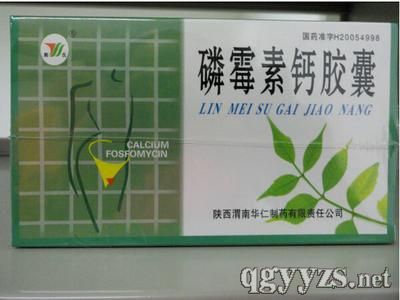 国药准字H20054998
磷霉素钙胶囊
LIN MEI SU GAI JIAO NANG
CALCIUM
FOSFOMYCIN
陕西渭南华仁制药有限责任公司
qgyyzs.net